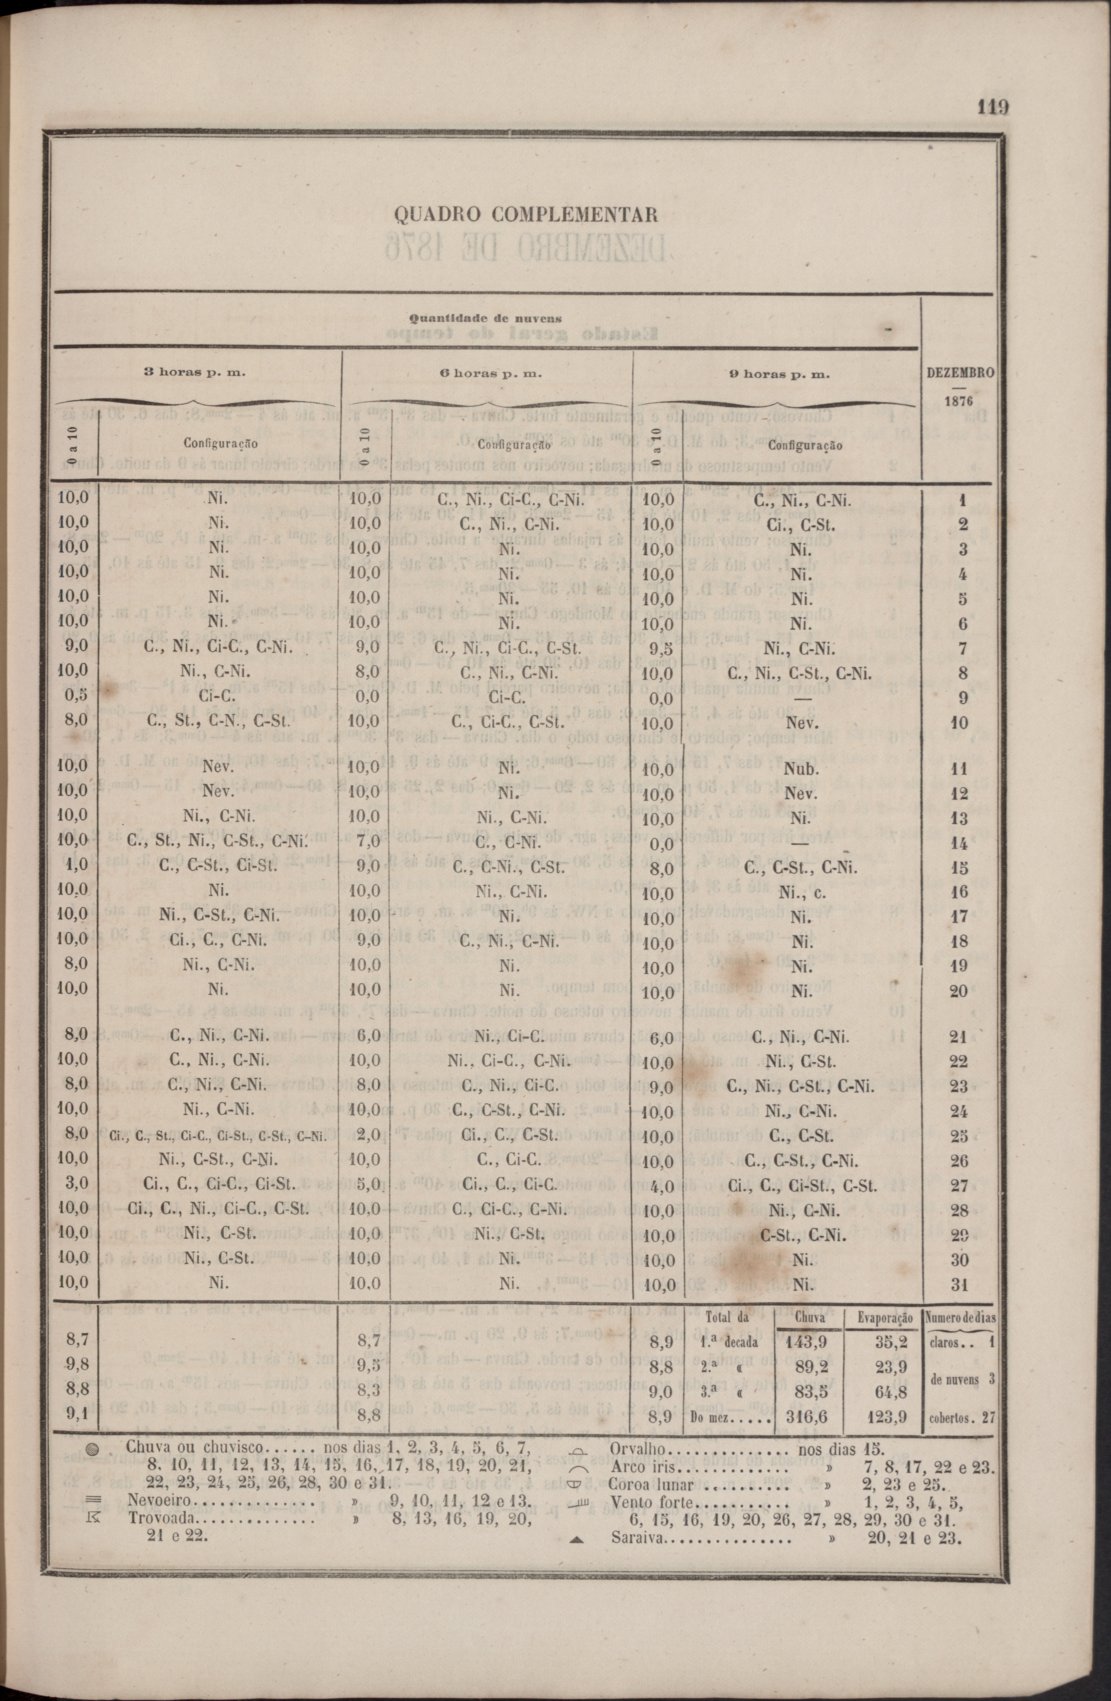 119
QUADRO COMPLEMENTAR
Quantidade de nuvens
3 horas p. m. 6 horas p. m. 9 horas p. m. DEZEMBRO
1876
0 a 10 Configuração 0 a 10 Configuração 0 a 10 Configuração
10,0 Ni. 10,0 C., Ni., Ci-C., C-Ni. 10,0 C., Ni., C-Ni. 1
10,0 Ni. 10,0 C., Ni., C-Ni. 10,0 Ci., C-St. 2
10,0 Ni. 10,0 Ni. 10,0 Ni. 3
10,0 Ni. 10,0 Ni. 10,0 Ni. 4
10,0 Ni. 10,0 Ni. 10,0 Ni. 5
10,0 Ni. 10,0 Ni. 10,0 Ni. 6
9,0 C., Ni., Ci-C., C-Ni. 9,0 C., Ni., Ci-C., C-St. 9,5 Ni., C-Ni. 7
10,0 Ni., C-Ni. 8,0 C., Ni., C-Ni. 10,0 C., Ni., C-St., C-Ni. 8
0,5 Ci-C. 0,0 Ci-C. 0,0 — 9
8,0 C., St., C-N., C-St. 10,0 C., Ci-C., C-St. 10,0 Nev. 10
10,0 Nev. 10,0 Ni. 10,0 Nub. 11
10,0 Nev. 10,0 Ni. 10,0 Nev. 12
10,0 Ni., C-Ni. 10,0 Ni., C-Ni. 10,0 Ni. 13
10,0 C., St., Ni., C-St., C-Ni. 7,0 C., C-Ni. 0,0 — 14
1,0 C., C-St., Ci-St. 9,0 C., C-Ni., C-St. 8,0 C., C-St., C-Ni. 15
10,0 Ni. 10,0 Ni., C-Ni. 10,0 Ni., c. 16
10,0 Ni., C-St., C-Ni. 10,0 Ni. 10,0 Ni. 17
10,0 Ci., C., C-Ni. 9,0 C., Ni., C-Ni. 10,0 Ni. 18
8,0 Ni., C-Ni. 10,0 Ni. 10,0 Ni. 19
10,0 Ni. 10,0 Ni. 10,0 Ni. 20
8,0 C., Ni., C-Ni. 6,0 Ni., Ci-C. 6,0 C., Ni., C-Ni. 21
10,0 C., Ni., C-Ni. 10,0 Ni., Ci-C., C-Ni. 10,0 Ni., C-St. 22
8,0 C., Ni., C-Ni. 8,0 C., Ni., Ci-C. 9,0 C., Ni., C-St., C-Ni. 23
10,0 Ni., C-Ni. 10,0 C., C-St., C-Ni. 10,0 Ni., C-Ni. 24
8,0 Ci., C., St., Ci-C., Ci-St., C-St., C-Ni. 2,0 Ci., C., C-St. 10,0 C., C-St. 25
10,0 Ni., C-St., C-Ni. 10,0 C., Ci-C. 10,0 C., C-St., C-Ni. 26
3,0 Ci., C., Ci-C., Ci-St. 5,0 Ci., C., Ci-C. 4,0 Ci., C., Ci-St., C-St. 27
10,0 Ci., C., Ni., Ci-C., C-St. 10,0 C., Ci-C., C-Ni. 10,0 Ni., C-Ni. 28
10,0 Ni., C-St. 10,0 Ni., C-St. 10,0 C-St., C-Ni. 29
10,0 Ni., C-St. 10,0 Ni. 10,0 Ni. 30
10,0 Ni. 10.0 Ni. 10,0 Ni. 31
Total da Chuva Evaporação Numero de dias
8,7 8,7 8,9 1.ª decada 143,9 35,2 claros.. 1
9,8 9,5 8,8 2.ª « 89,2 23,9
de nuvens 3
8,8 8,3 9,0 3.ª « 83,5 64,8
9,1 8,8 8,9 Do mez..... 316,6 123,9 cobertos. 27
Chuva ou chuvisco...... nos dias 1, 2, 3, 4, 5, 6, 7,
8, 10, 11, 12, 13, 14, 15, 16, 17, 18, 19, 20, 21,
22, 23, 24, 25, 26, 28, 30 e 31.
Nevoeiro............... » 9, 10, 11, 12 e 13.
Trovoada.............. » 8, 13, 16, 19, 20,
21 e 22.
Orvalho.............. nos dias 15.
Arco iris............. » 7, 8, 17, 22 e 23.
Coroa lunar ........... » 2, 23 e 25.
Vento forte........... » 1, 2, 3, 4, 5,
6, 15, 16, 19, 20, 26, 27, 28, 29, 30 e 31.
Saraiva............... » 20, 21 e 23.